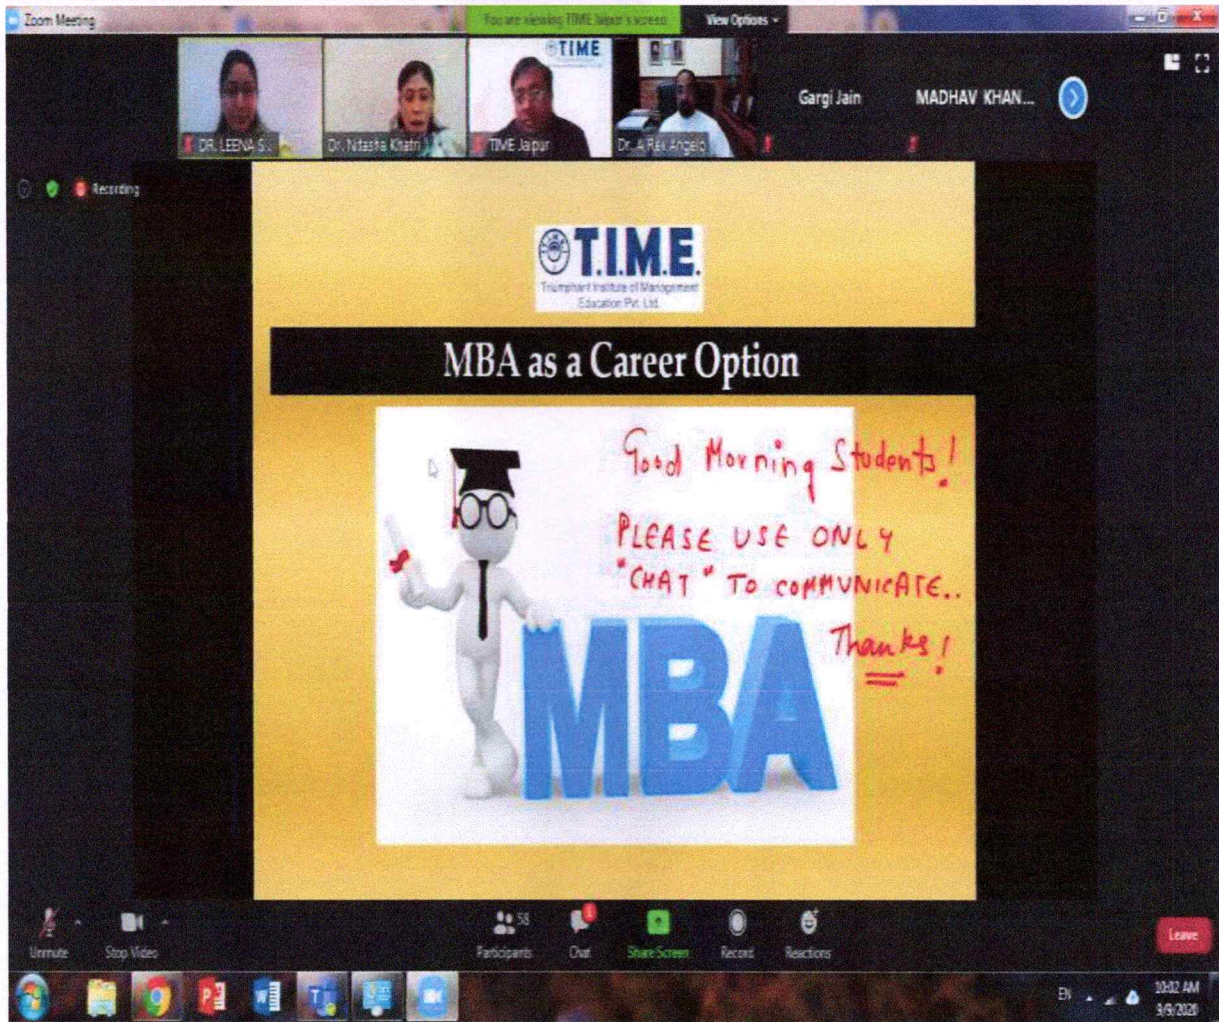 Zoom Meeting
You are viewing TIME Jaipur's screen
View Options
TIME
DR. LEENA S..
Dr. Nitasha Khatri
TIME Jaipur
Dr. A Rex Angelo
Gargi Jain
MADHAV KHAN...
Recording
T.I.M.E.
Triumphant Institute of Management
Education Pvt. Ltd.
MBA as a Career Option
Good Morning Students!
PLEASE USE ONLY
"CHAT" TO COMMUNICATE..
Thanks!
MBA
Unmute
Stop Video
58
Participants
1
Chat
Share Screen
Record
Reactions
Leave
EN
10:02 AM
9/9/2020